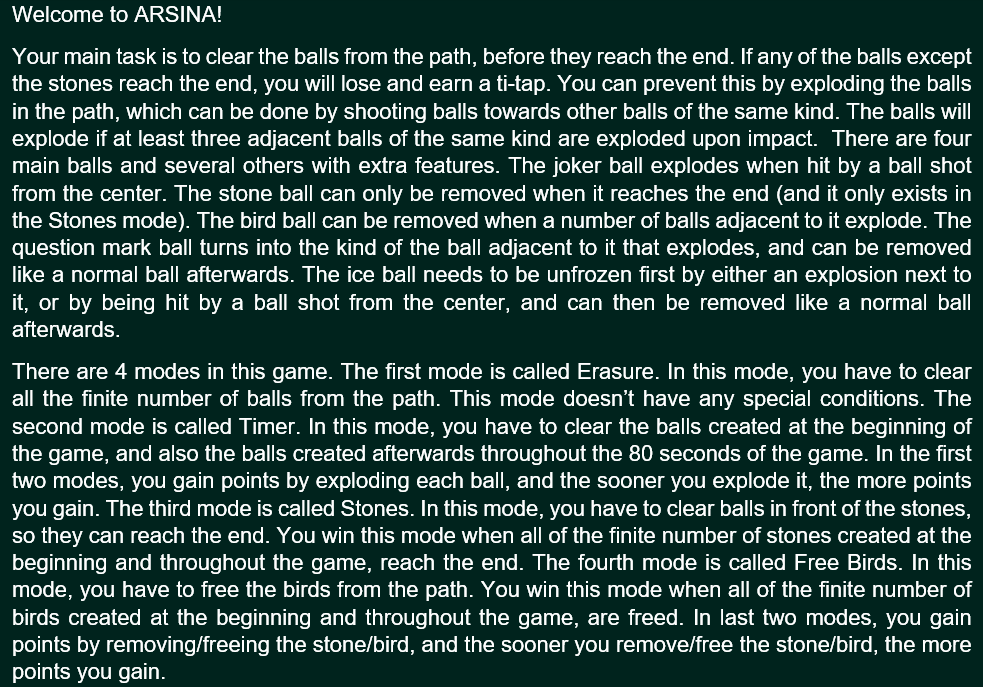 Welcome to ARSINA!
Your main task is to clear the balls from the path, before they reach the end. If any of the balls except
the stones reach the end, you will lose and earn a ti-tap. You can prevent this by exploding the balls
in the path, which can be done by shooting balls towards other balls of the same kind. The balls will
explode if at least three adjacent balls of the same kind are exploded upon impact.  There are four
main balls and several others with extra features. The joker ball explodes when hit by a ball shot
from the center. The stone ball can only be removed when it reaches the end (and it only exists in
the Stones mode). The bird ball can be removed when a number of balls adjacent to it explode. The
question mark ball turns into the kind of the ball adjacent to it that explodes, and can be removed
like a normal ball afterwards. The ice ball needs to be unfrozen first by either an explosion next to
it, or by being hit by a ball shot from the center, and can then be removed like a normal ball
afterwards.
There are 4 modes in this game. The first mode is called Erasure. In this mode, you have to clear
all the finite number of balls from the path. This mode doesn’t have any special conditions. The
second mode is called Timer. In this mode, you have to clear the balls created at the beginning of
the game, and also the balls created afterwards throughout the 80 seconds of the game. In the first
two modes, you gain points by exploding each ball, and the sooner you explode it, the more points
you gain. The third mode is called Stones. In this mode, you have to clear balls in front of the stones,
so they can reach the end. You win this mode when all of the finite number of stones created at the
beginning and throughout the game, reach the end. The fourth mode is called Free Birds. In this
mode, you have to free the birds from the path. You win this mode when all of the finite number of
birds created at the beginning and throughout the game, are freed. In last two modes, you gain
points by removing/freeing the stone/bird, and the sooner you remove/free the stone/bird, the more
points you gain.